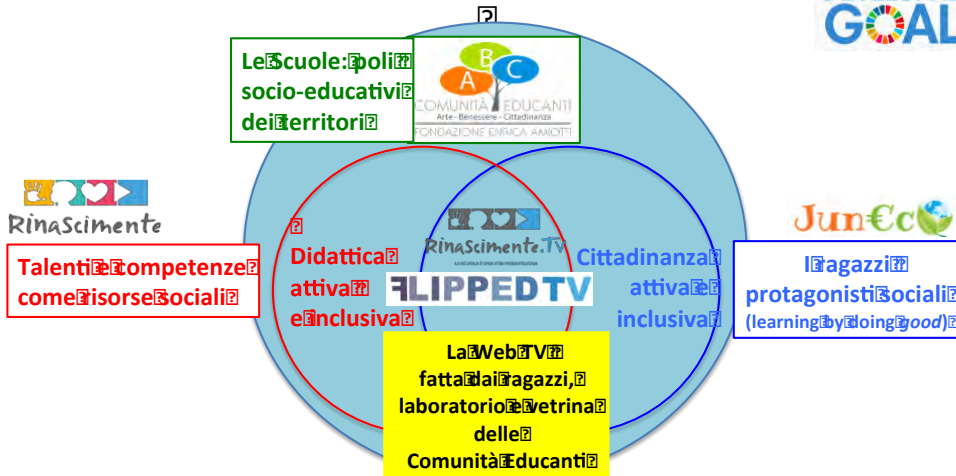 GOAL
Le Scuole: poli
socio-educativi
dei territori
A B C
COMUNITÀ EDUCANTI
Arte - Benessere - Cittadinanza
FONDAZIONE ENRICA AMIOTTI
RinaScimente
Talenti e competenze
come risorse sociali
Didattica
attiva
e inclusiva
RinaScimente.TV
FLIPPEDTV
Cittadinanza
attiva e
inclusiva
Jun€co
I ragazzi
protagonisti sociali
(learning by doing good)
La Web TV
fatta dai ragazzi,
laboratorio e vetrina
delle
Comunità Educanti